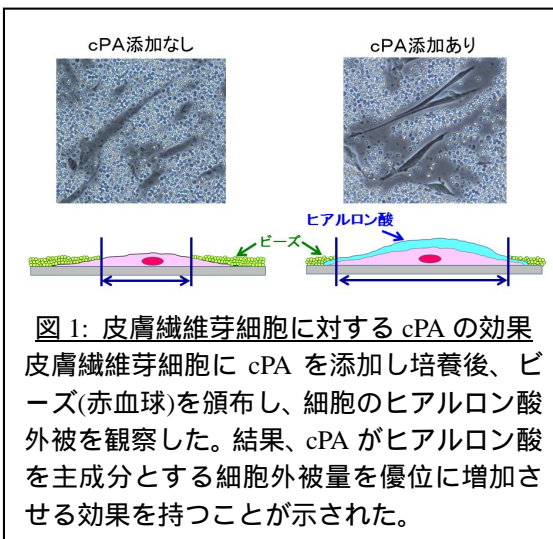 cPA添加なし
cPA添加あり
ヒアルロン酸
ビーズ
図 1: 皮膚繊維芽細胞に対する cPA の効果
皮膚繊維芽細胞に cPA を添加し培養後、ビ
ーズ(赤血球)を頒布し、細胞のヒアルロン酸
外被を観察した。結果、cPA がヒアルロン酸
を主成分とする細胞外被量を優位に増加さ
せる効果を持つことが示された。